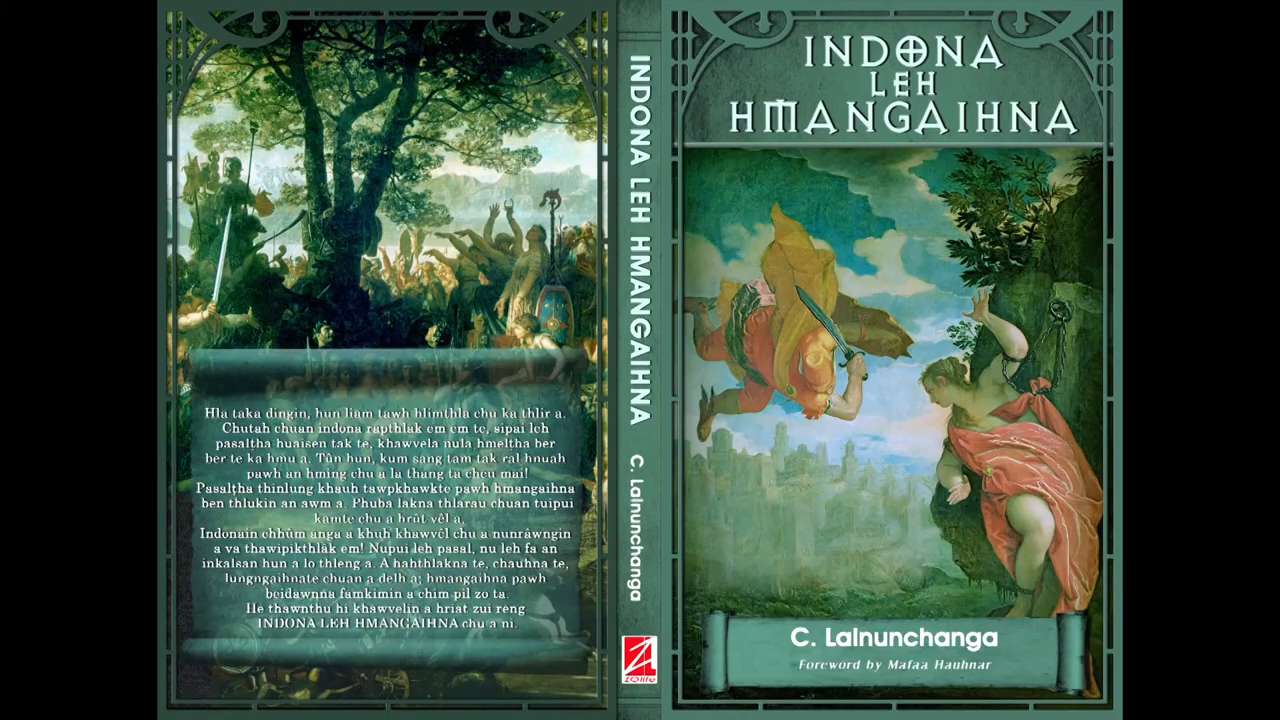 Hla taka dingin, hun liam tawh hlimthla chu ka thlir a.
Chutah chuan indona rapthlak em em te, sipai leh
pasaltha huaisen tak te, khawvela nula hmeltha ber
ber te ka hmu a. Tûn hun, kum sang tam tak ral hnuah
pawh an hming chu a la thang ta cheu mai!
Pasalṭha thinlung khauh tawpkhawkte pawh hmangaihna
ben thlukin an awm a. Phuba lakna thlarau chuan tuipui
kamte chu a brût vêl a.
Indonain chhûm anga a khuh khawvêl chu a nunrâwngin
a va thawipikthlâk em! Nupui leh pasal, nu leh fa an
inkalsan hun a lo thleng a. A hahthlakna te, chauhna te,
lungngaihnate chuan a delh a; hmangaihna pawh
beidawnna famkimin a chim pil zo ta.
He thawnthu hi khawvelin a hriat zui reng
INDONA LEH HMANGAIHNA chu a ni.
INDONA LEH HMANGAIHNA C. Lalnunchanga
ZOlife
INDONA
LEH
HMANGAIHNA
C. Lalnunchanga
Foreword by Mafaa Hauhnar